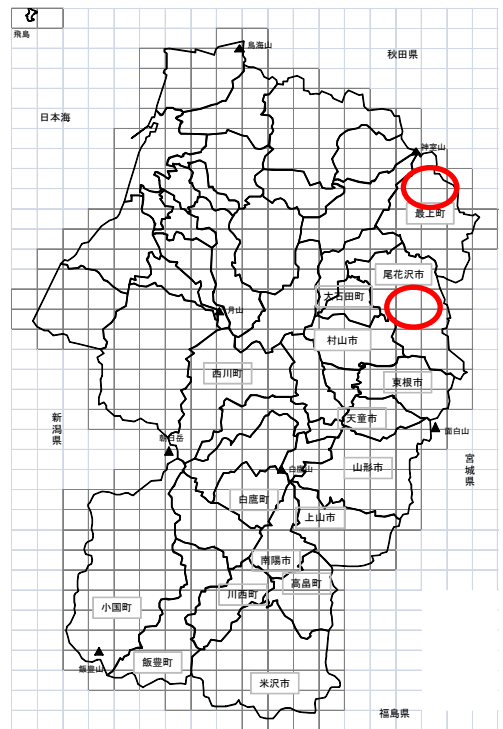 飛島
鳥海山
秋田県
日本海
神室山
最上町
尾花沢市
大石田町
月山
村山市
西川町
東根市
天童市
新潟県
面白山
朝日岳
山形市
白鷹山
宮城県
白鷹町
上山市
南陽市
高畠町
川西町
小国町
飯豊町
飯豊山
米沢市
福島県